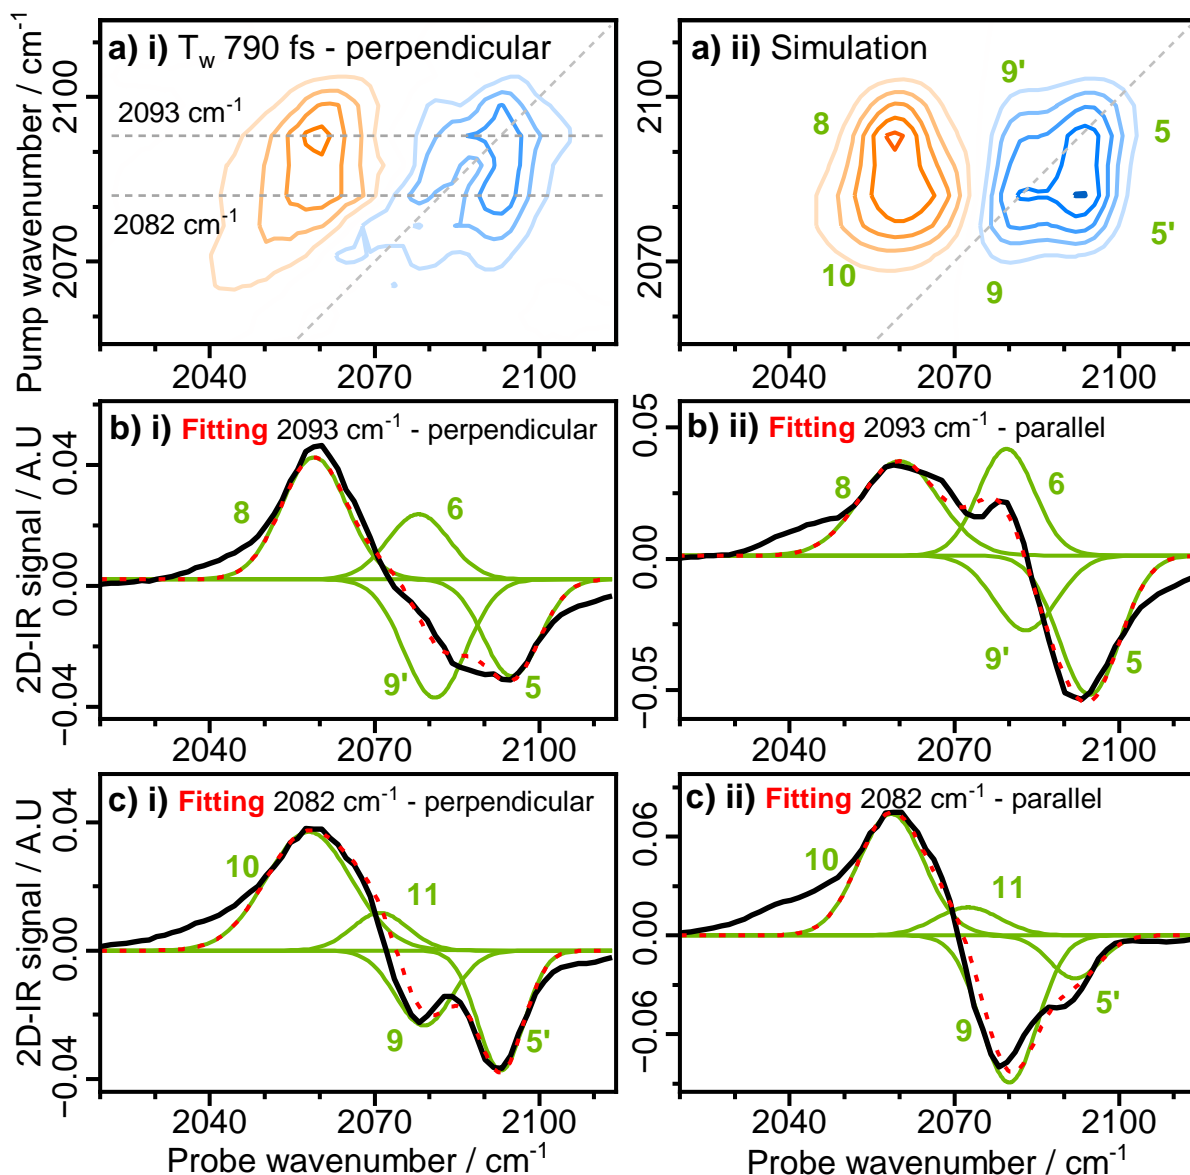 a) i) Tw 790 fs - perpendicular
2093 cm-1
2082 cm-1
Pump wavenumber / cm-1
2100
2070
2040 2070 2100
a) ii) Simulation
9'
8
5
5'
10
9
2100
2070
2040 2070 2100
b) i) Fitting 2093 cm-1 - perpendicular
8
6
9'
5
2D-IR signal / A.U
0.04
0.00
−0.04
2040 2070 2100
b) ii) Fitting 2093 cm-1 - parallel
8
6
9'
5
0.05
0.00
−0.05
2040 2070 2100
c) i) Fitting 2082 cm-1 - perpendicular
10
11
9
5'
2D-IR signal / A.U
0.04
0.00
−0.04
2040 2070 2100
Probe wavenumber / cm-1
c) ii) Fitting 2082 cm-1 - parallel
10
11
9
5'
0.06
0.00
−0.06
2040 2070 2100
Probe wavenumber / cm-1